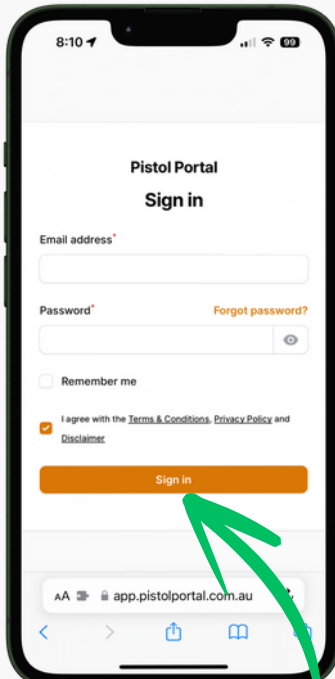 8:10
99
Pistol Portal
Sign in
Email address*
Password* Forgot password?
Remember me
I agree with the Terms & Conditions, Privacy Policy and
Disclaimer
Sign in
AA app.pistolportal.com.au